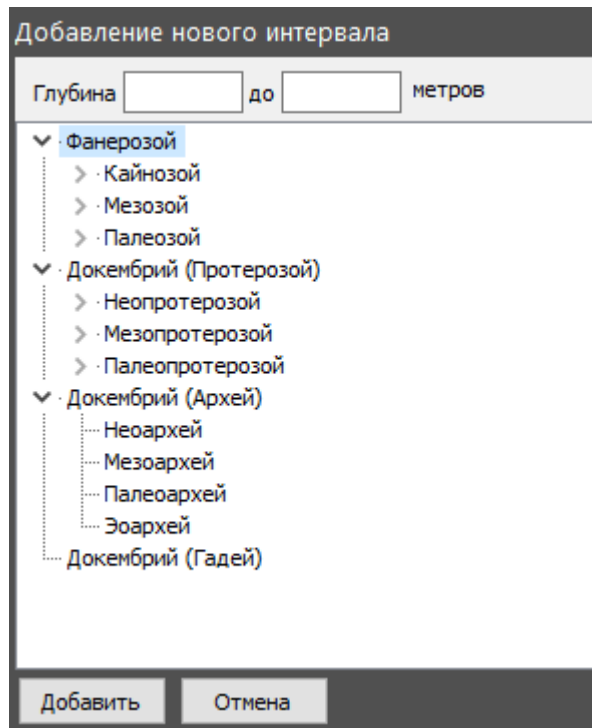 Добавление нового интервала
Глубина до метров
Фанерозой
Кайнозой
Мезозой
Палеозой
Докембрий (Протерозой)
Неопротерозой
Мезопротерозой
Палеопротерозой
Докембрий (Архей)
Неоархей
Мезоархей
Палеоархей
Эоархей
Докембрий (Гадей)
Добавить Отмена